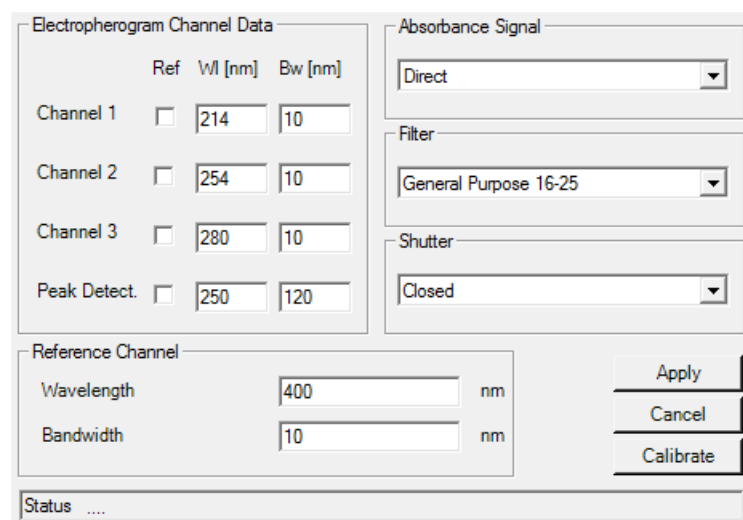 Electropherogram Channel Data
Ref Wl [nm] Bw [nm]
Channel 1 214 10
Channel 2 254 10
Channel 3 280 10
Peak Detect. 250 120
Absorbance Signal
Direct
Filter
General Purpose 16-25
Shutter
Closed
Reference Channel
Wavelength 400 nm
Bandwidth 10 nm
Apply
Cancel
Calibrate
Status ....